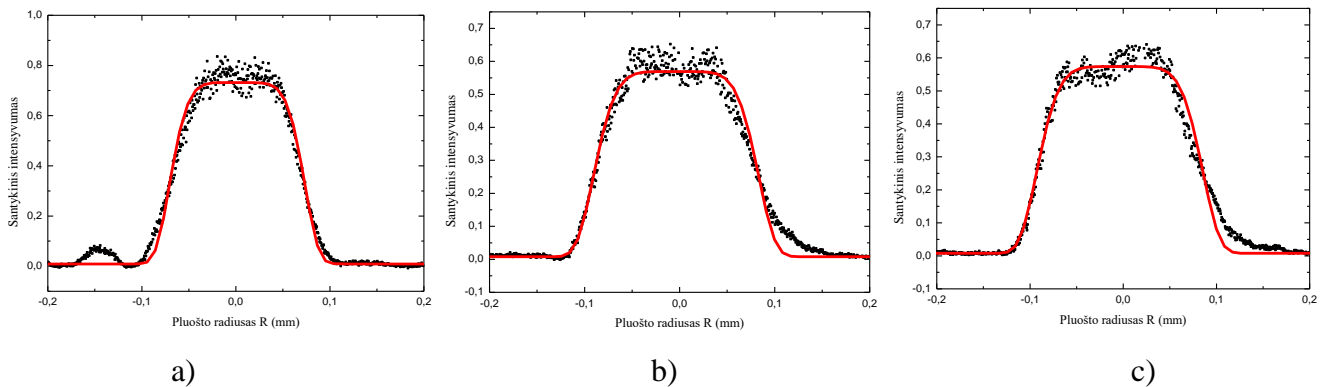 1,0
0,8
0,6
0,4
0,2
0,0
Santykinis intensyvumas
-0,2 -0,1 0,0 0,1 0,2
Pluošto radiusas R (mm)
a)
0,7
0,6
0,5
0,4
0,3
0,2
0,1
0,0
-0,1
Santykinis intensyvumas
-0,2 -0,1 0,0 0,1 0,2
Pluošto radiusas R (mm)
b)
0,7
0,6
0,5
0,4
0,3
0,2
0,1
0,0
-0,1
Santykinis intensyvumas
-0,2 -0,1 0,0 0,1 0,2
Pluošto radiusas R (mm)
c)